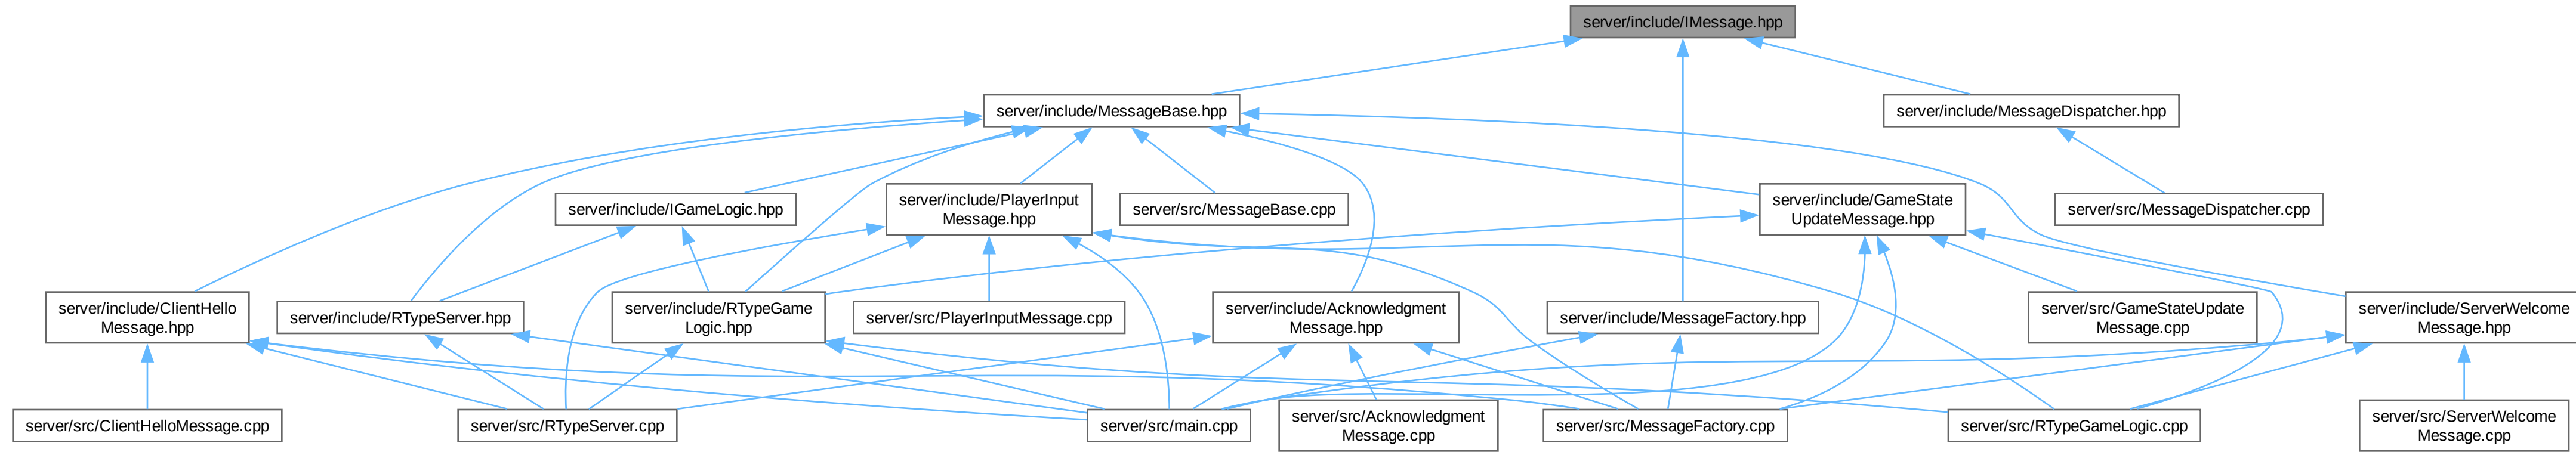 server/include/IMessage.hpp
server/include/MessageBase.hpp
server/include/MessageDispatcher.hpp
server/include/IGameLogic.hpp
server/include/PlayerInput
Message.hpp
server/src/MessageBase.cpp
server/include/GameState
UpdateMessage.hpp
server/src/MessageDispatcher.cpp
server/include/ClientHello
Message.hpp
server/include/RTypeServer.hpp
server/include/RTypeGame
Logic.hpp
server/src/PlayerInputMessage.cpp
server/include/Acknowledgment
Message.hpp
server/include/MessageFactory.hpp
server/src/GameStateUpdate
Message.cpp
server/include/ServerWelcome
Message.hpp
server/src/ClientHelloMessage.cpp
server/src/RTypeServer.cpp
server/src/main.cpp
server/src/Acknowledgment
Message.cpp
server/src/MessageFactory.cpp
server/src/RTypeGameLogic.cpp
server/src/ServerWelcome
Message.cpp